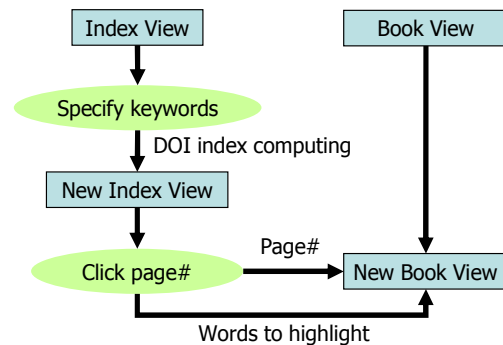 Index View
Book View
Specify keywords
DOI index computing
New Index View
Page#
Click page#
New Book View
Words to highlight